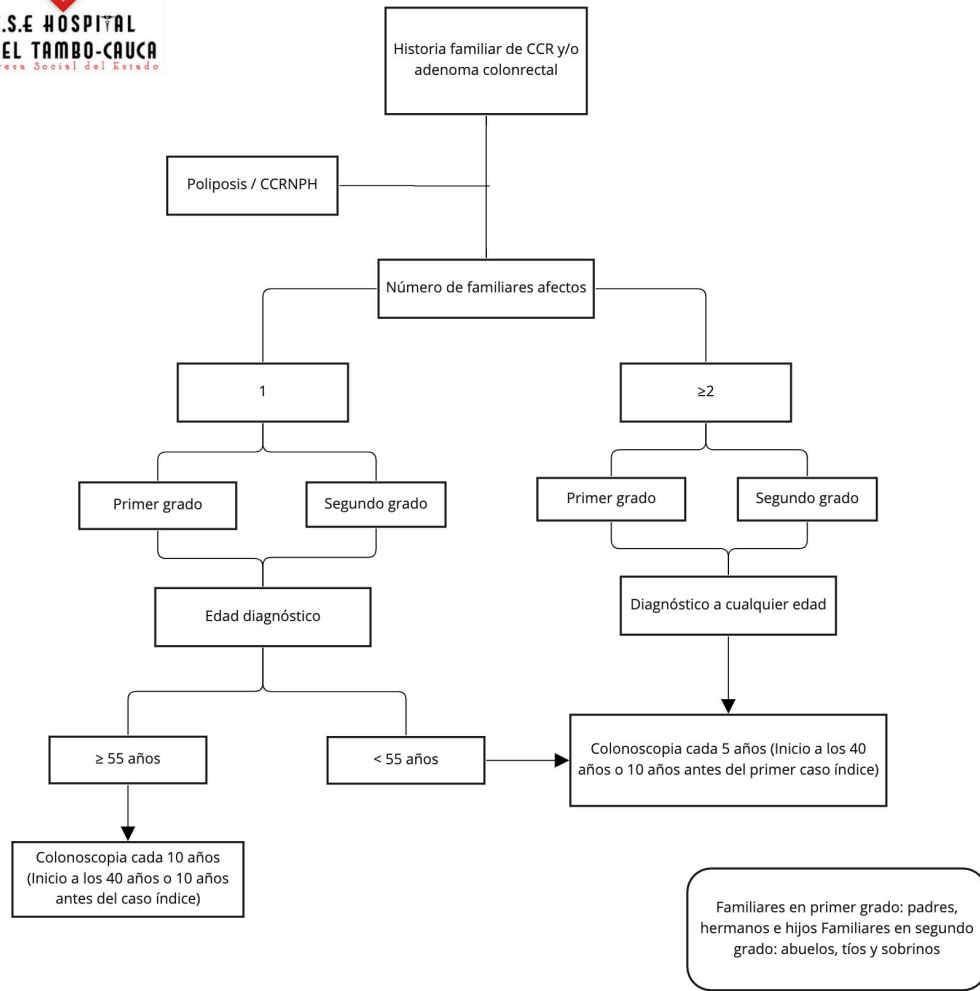 .S.E HOSPITAL
EL TAMBO-CAUCA
resa Social del Estado
Historia familiar de CCR y/o
adenoma colonrectal
Poliposis / CCRNPH
Número de familiares afectos
1
≥2
Primer grado
Segundo grado
Primer grado
Segundo grado
Edad diagnóstico
Diagnóstico a cualquier edad
≥ 55 años
< 55 años
Colonoscopia cada 5 años (Inicio a los 40
años o 10 años antes del primer caso índice)
Colonoscopia cada 10 años
(Inicio a los 40 años o 10 años
antes del caso índice)
Familiares en primer grado: padres,
hermanos e hijos Familiares en segundo
grado: abuelos, tíos y sobrinos